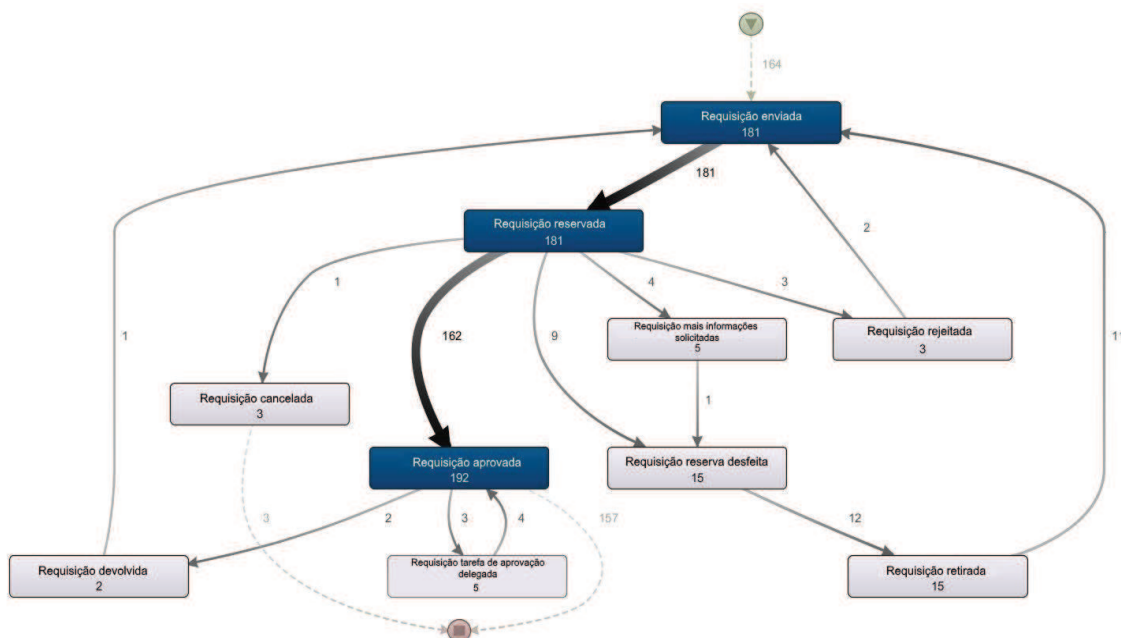 164
Requisição enviada
181
181
Requisição reservada
181
2
1
4
3
Requisição mais informações
solicitadas
5
Requisição rejeitada
3
1
162
9
11
Requisição cancelada
3
1
Requisição aprovada
192
Requisição reserva desfeita
15
3
2
3
4
157
12
Requisição devolvida
2
Requisição tarefa de aprovação
delegada
5
Requisição retirada
15